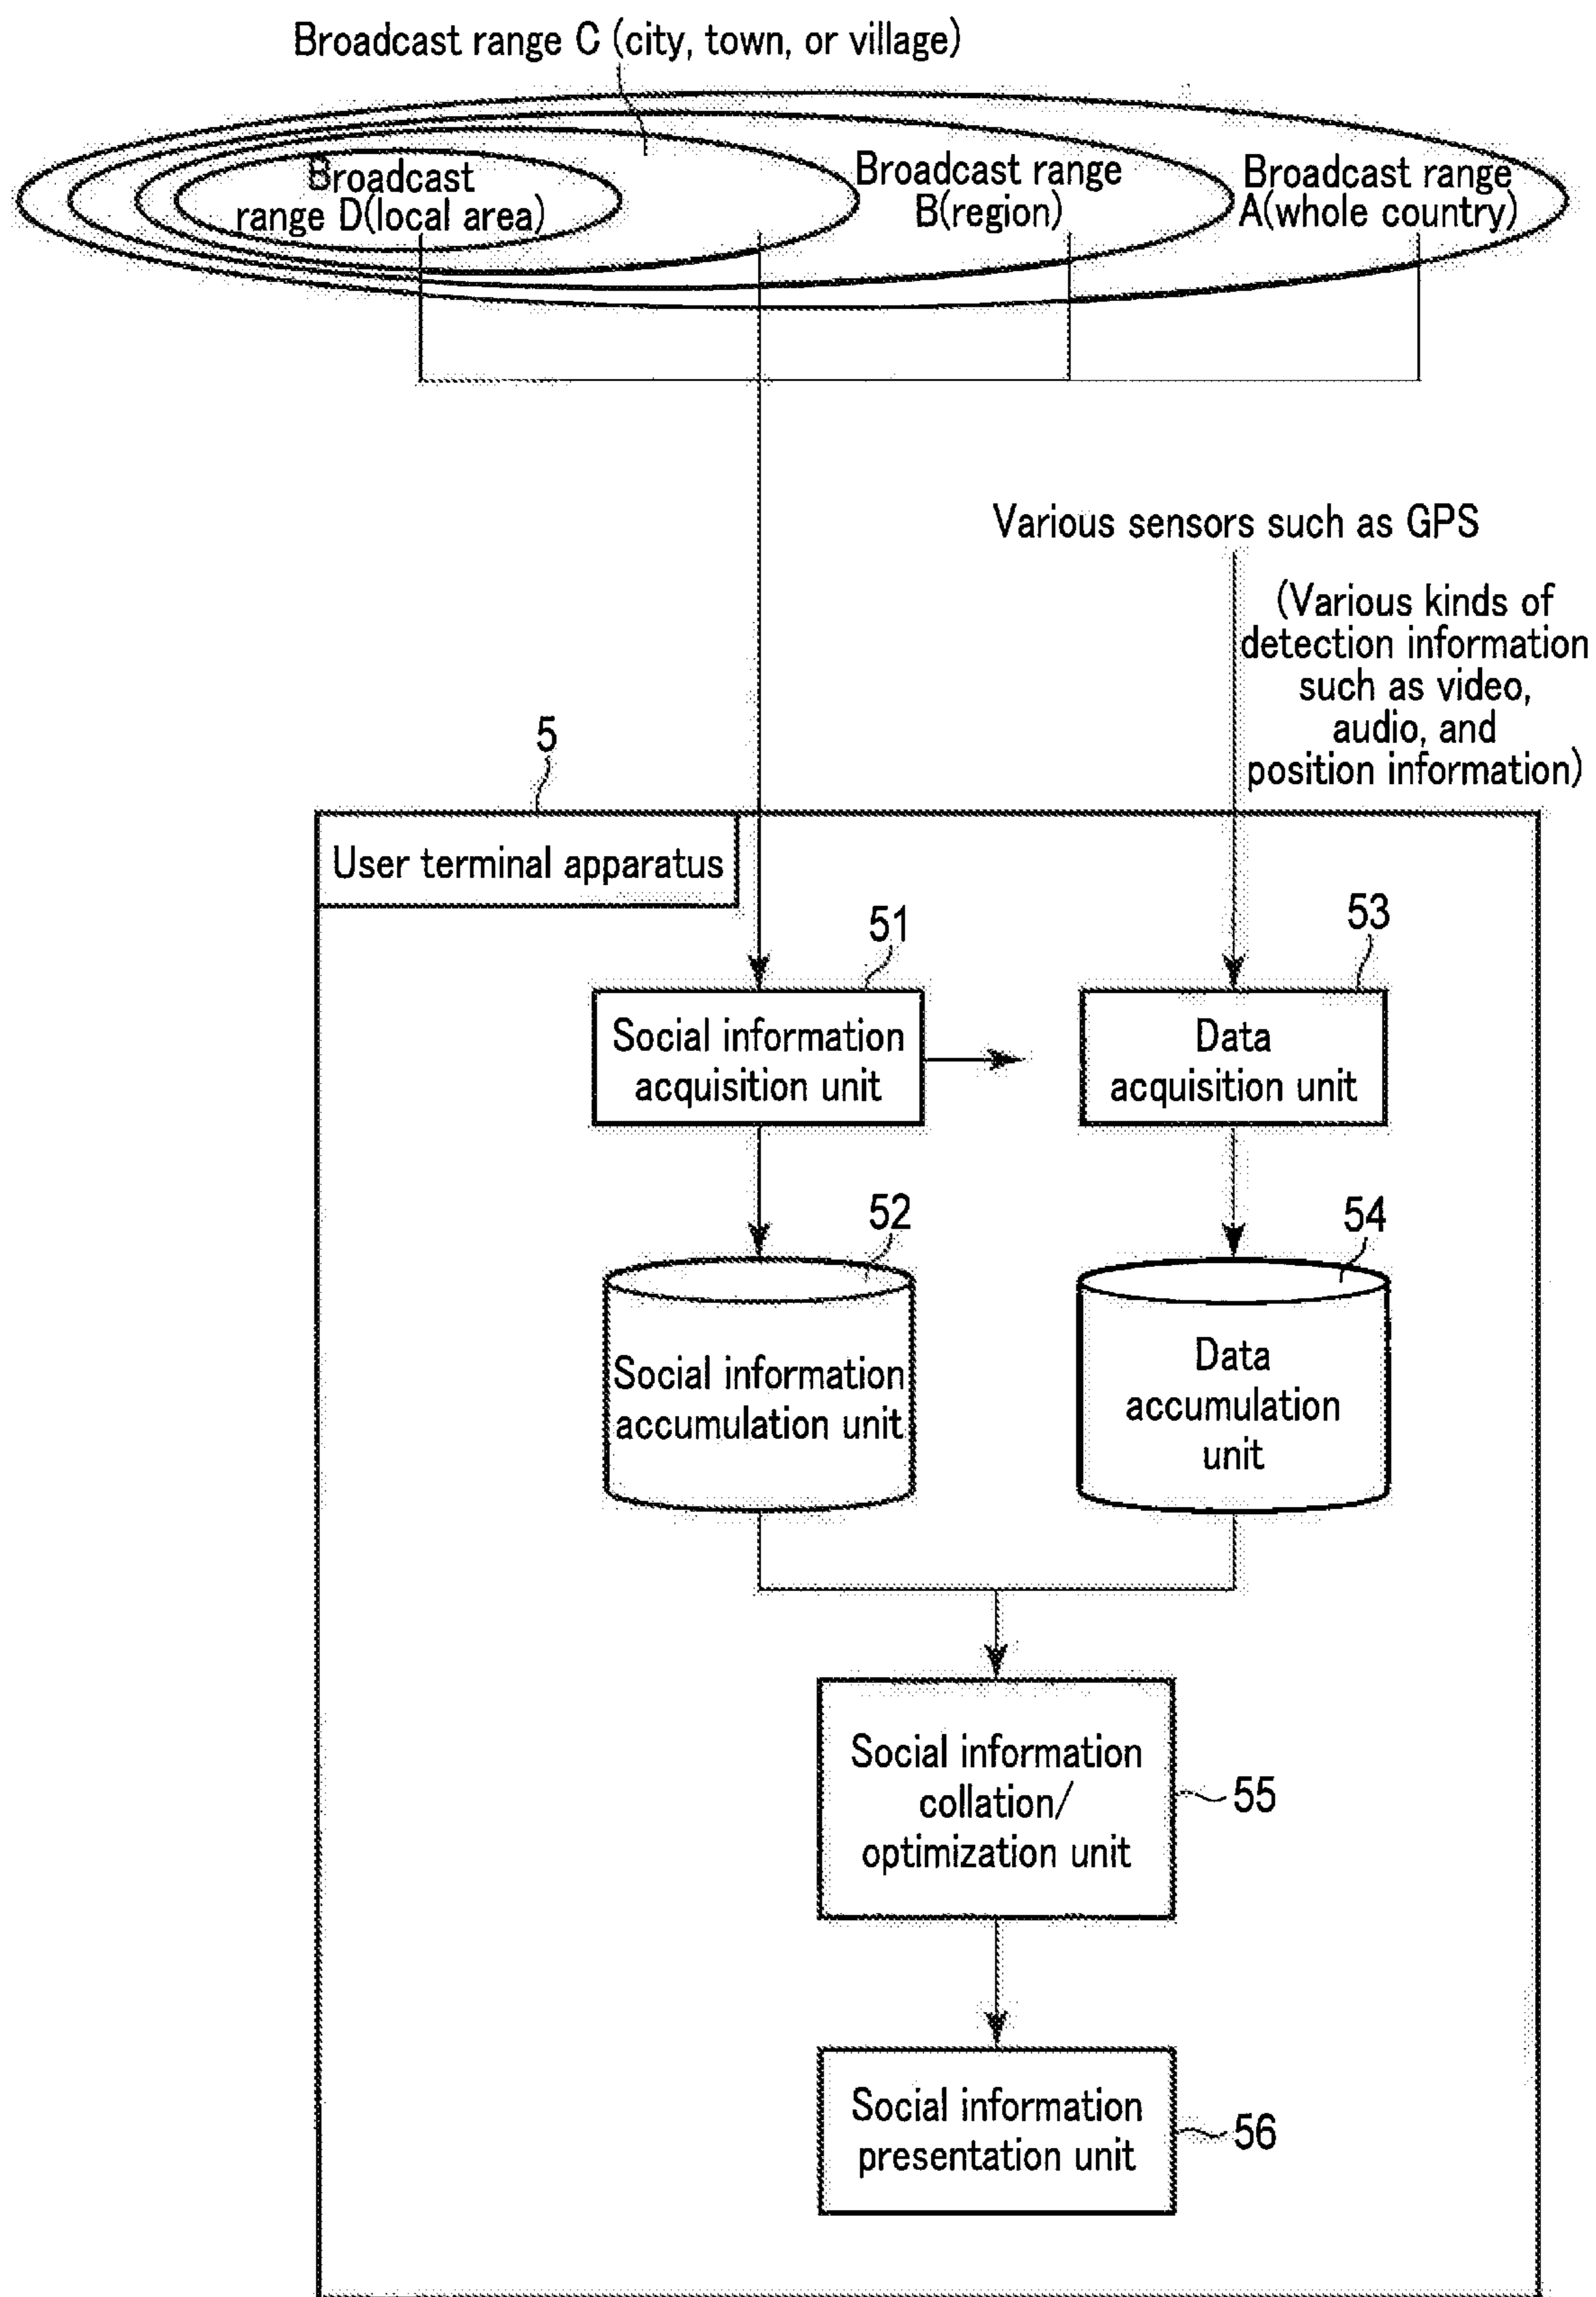 Broadcast range C (city, town, or village)
Broadcast
range D(local area)
Broadcast range
B(region)
Broadcast range
A(whole country)
Various sensors such as GPS
(Various kinds of
detection information
such as video,
audio, and
position information)
5
User terminal apparatus
51
53
Social information
acquisition unit
Data
acquisition unit
52
54
Social information
accumulation unit
Data
accumulation
unit
Social information
collation/
optimization unit
55
Social information
presentation unit
56